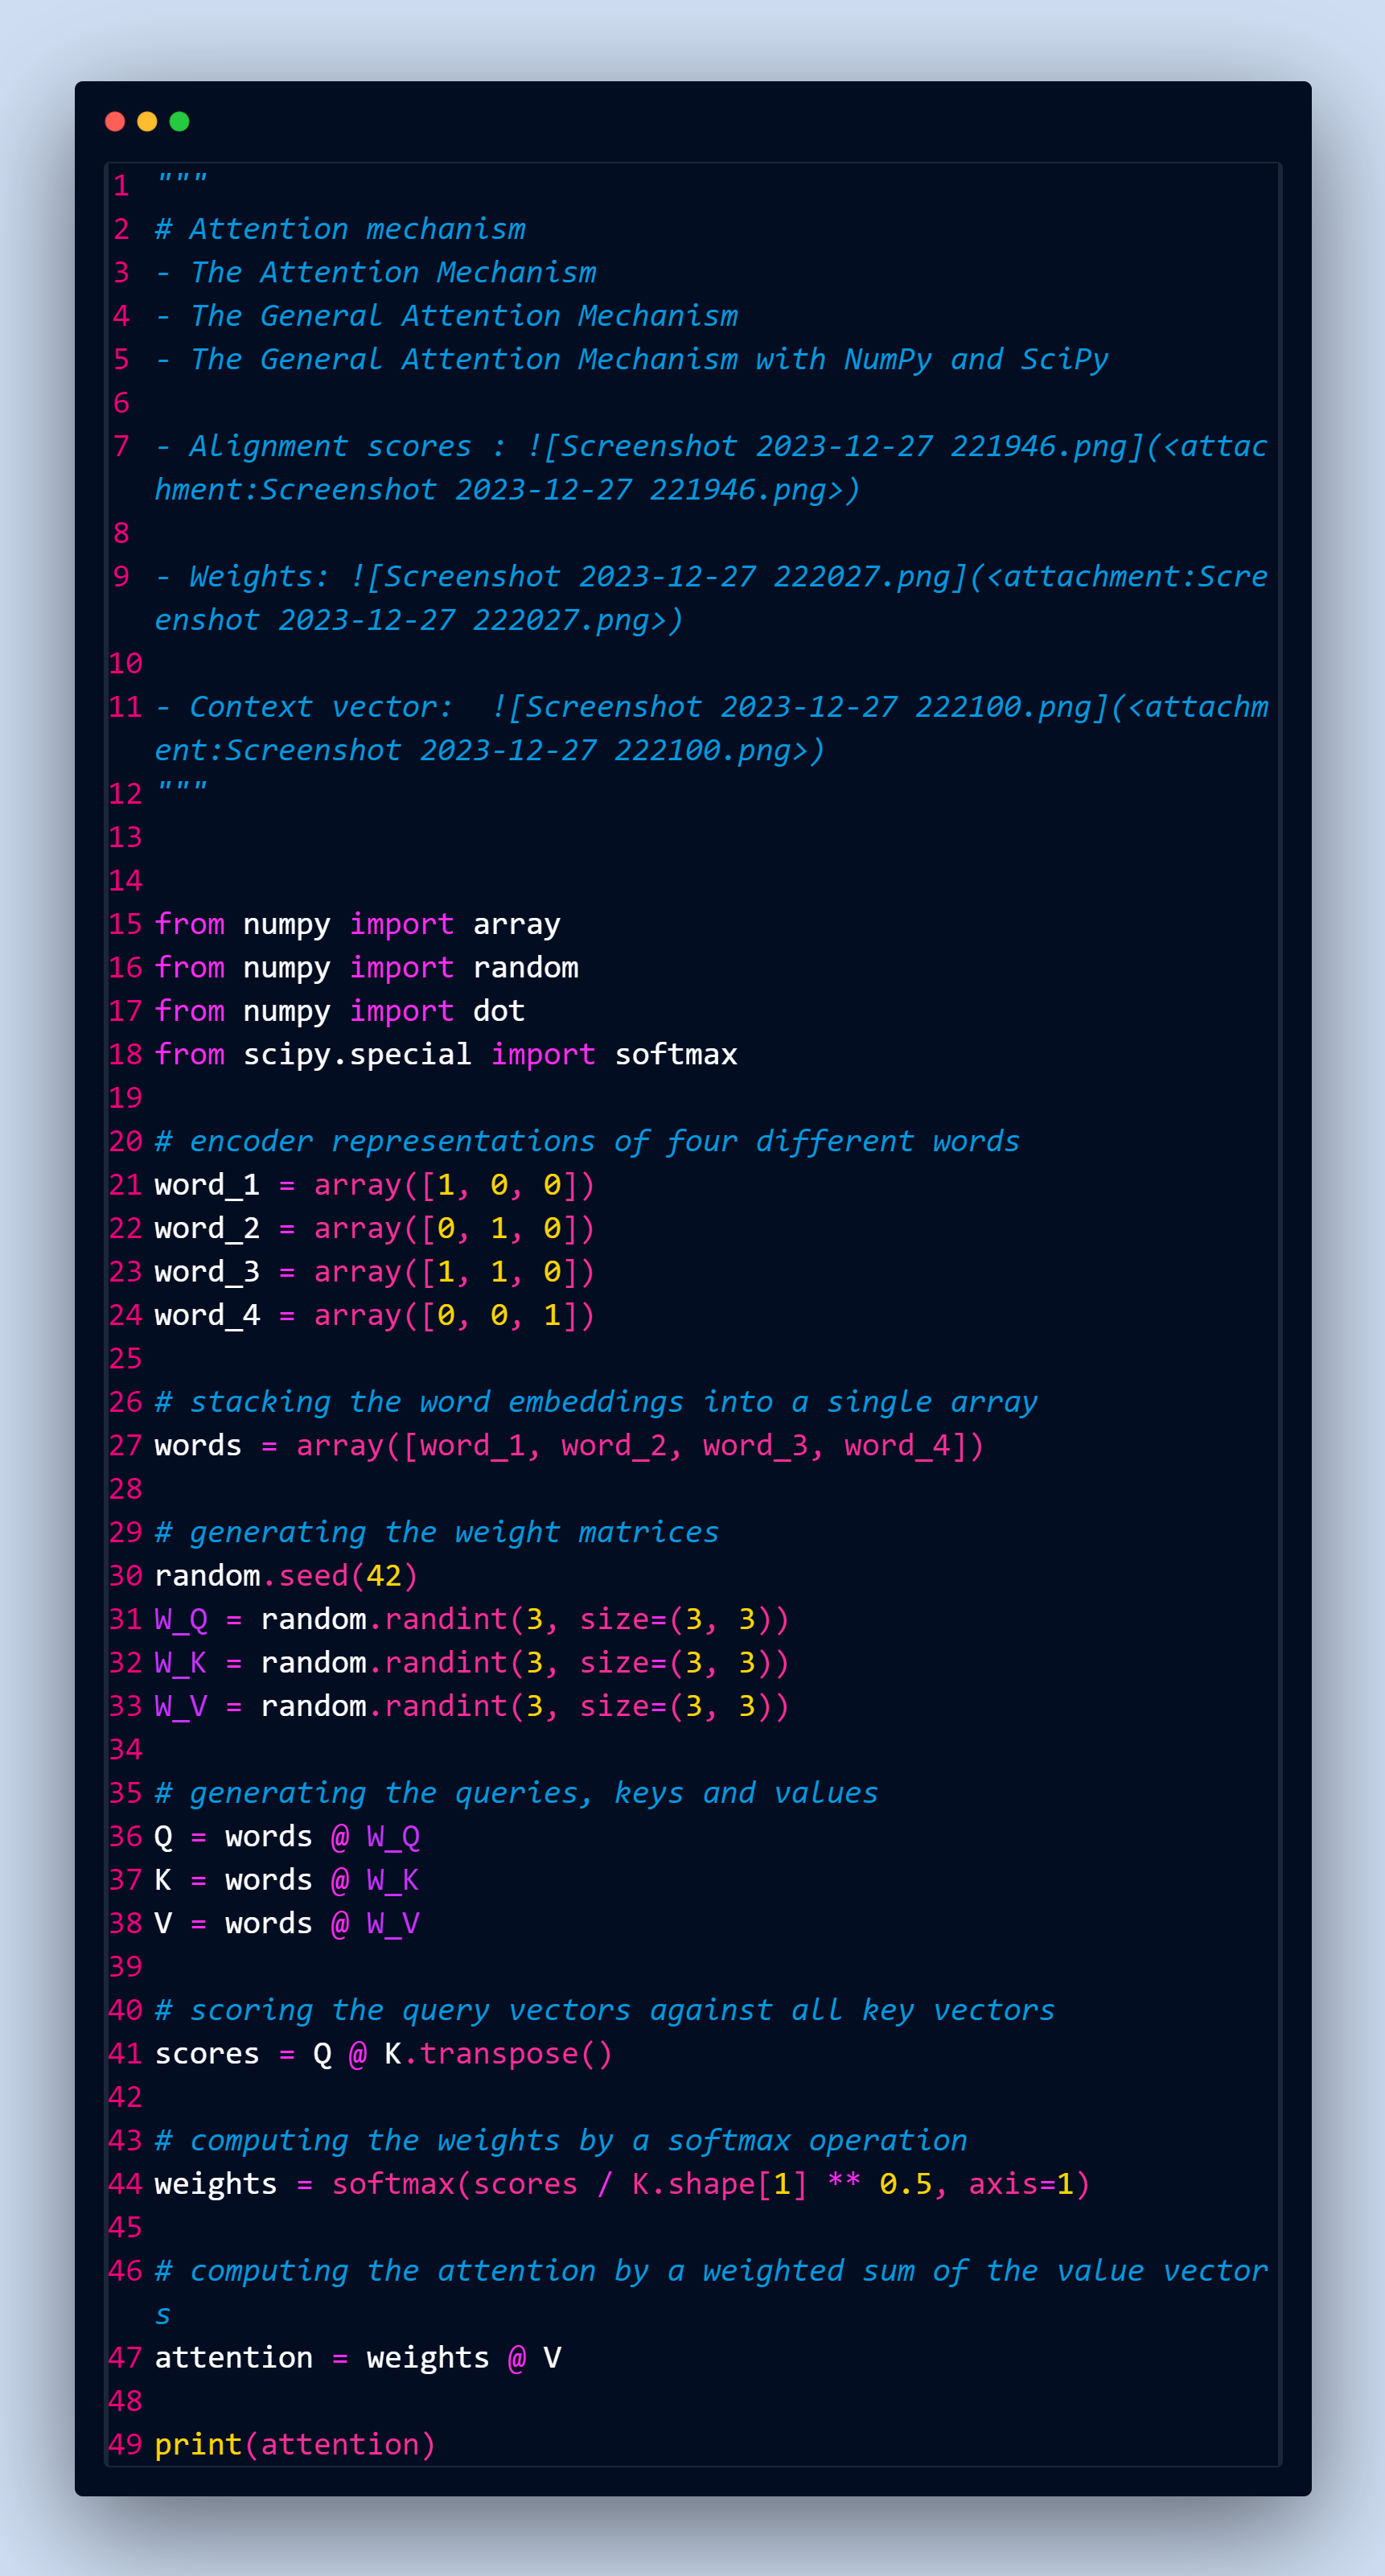 1 """
2 # Attention mechanism
3 - The Attention Mechanism
4 - The General Attention Mechanism
5 - The General Attention Mechanism with NumPy and SciPy
6
7 - Alignment scores : ![Screenshot 2023-12-27 221946.png](<attac
hment:Screenshot 2023-12-27 221946.png>)
8
9 - Weights: ![Screenshot 2023-12-27 222027.png](<attachment:Scre
enshot 2023-12-27 222027.png>)
10
11 - Context vector:  ![Screenshot 2023-12-27 222100.png](<attachm
ent:Screenshot 2023-12-27 222100.png>)
12 """
13
14
15 from numpy import array
16 from numpy import random
17 from numpy import dot
18 from scipy.special import softmax
19
20 # encoder representations of four different words
21 word_1 = array([1, 0, 0])
22 word_2 = array([0, 1, 0])
23 word_3 = array([1, 1, 0])
24 word_4 = array([0, 0, 1])
25
26 # stacking the word embeddings into a single array
27 words = array([word_1, word_2, word_3, word_4])
28
29 # generating the weight matrices
30 random.seed(42)
31 W_Q = random.randint(3, size=(3, 3))
32 W_K = random.randint(3, size=(3, 3))
33 W_V = random.randint(3, size=(3, 3))
34
35 # generating the queries, keys and values
36 Q = words @ W_Q
37 K = words @ W_K
38 V = words @ W_V
39
40 # scoring the query vectors against all key vectors
41 scores = Q @ K.transpose()
42
43 # computing the weights by a softmax operation
44 weights = softmax(scores / K.shape[1] ** 0.5, axis=1)
45
46 # computing the attention by a weighted sum of the value vector
s
47 attention = weights @ V
48
49 print(attention)